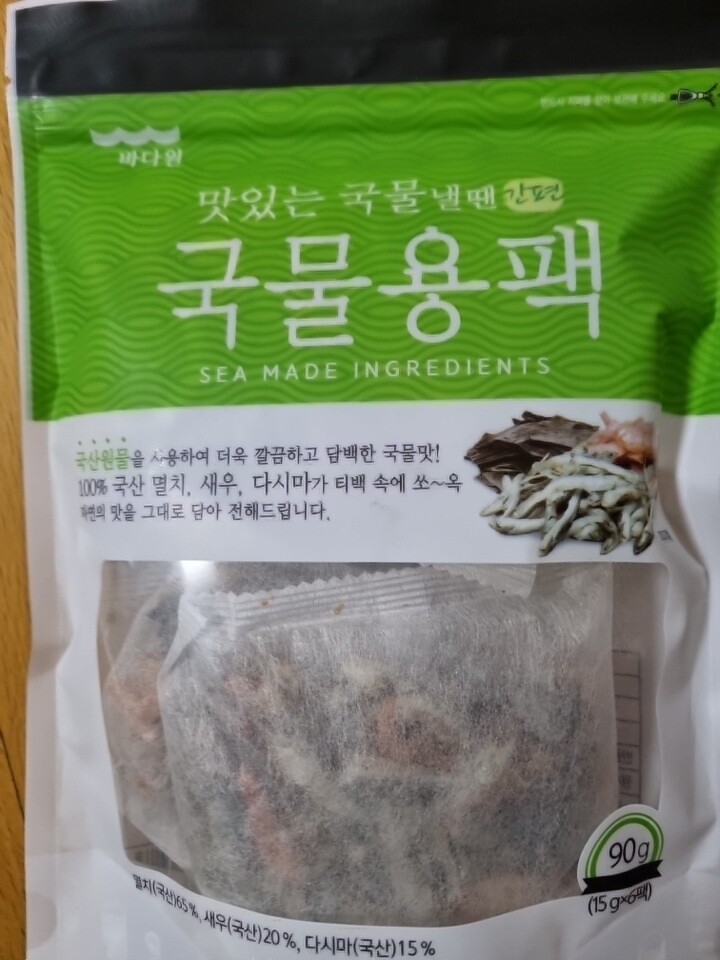 바다원
맛있는 국물낼땐 간편
국물용팩
SEA MADE INGREDIENTS
국산원물을 사용하여 더욱 깔끔하고 담백한 국물맛!
100% 국산 멸치, 새우, 다시마가 티백 속에 쏘~옥
자연의 맛을 그대로 담아 전해드립니다.
90g
(15g×6팩)
멸치(국산)65%, 새우(국산)20%, 다시마(국산)15%